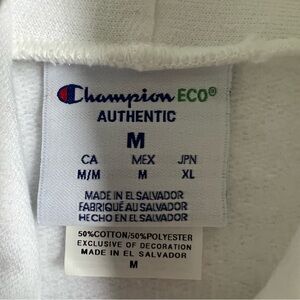 Champion ECO®
AUTHENTIC
M
CA MEX JPN
M/M M XL
MADE IN EL SALVADOR
FABRIQUÉ AU SALVADOR
HECHO EN EL SALVADOR
50%COTTON/50%POLYESTER
EXCLUSIVE OF DECORATION
MADE IN EL SALVADOR
M